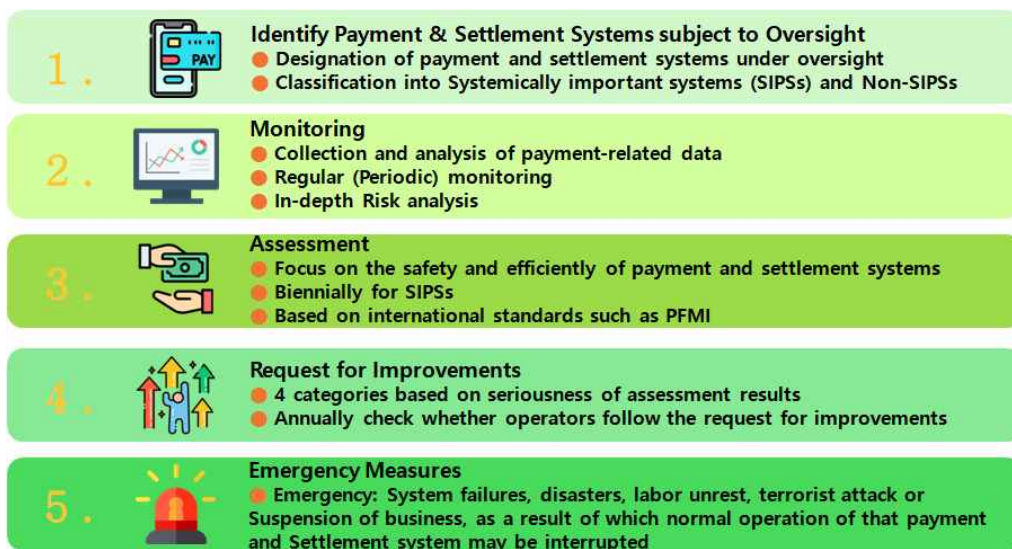 1.
Identify Payment & Settlement Systems subject to Oversight
PAY
● Designation of payment and settlement systems under oversight
● Classification into Systemically important systems (SIPSs) and Non-SIPSs
2.
Monitoring
● Collection and analysis of payment-related data
● Regular (Periodic) monitoring
● In-depth Risk analysis
3.
Assessment
● Focus on the safety and efficiently of payment and settlement systems
● Biennially for SIPSs
● Based on international standards such as PFMI
4.
Request for Improvements
● 4 categories based on seriousness of assessment results
● Annually check whether operators follow the request for improvements
5.
Emergency Measures
● Emergency: System failures, disasters, labor unrest, terrorist attack or
Suspension of business, as a result of which normal operation of that payment
and Settlement system may be interrupted